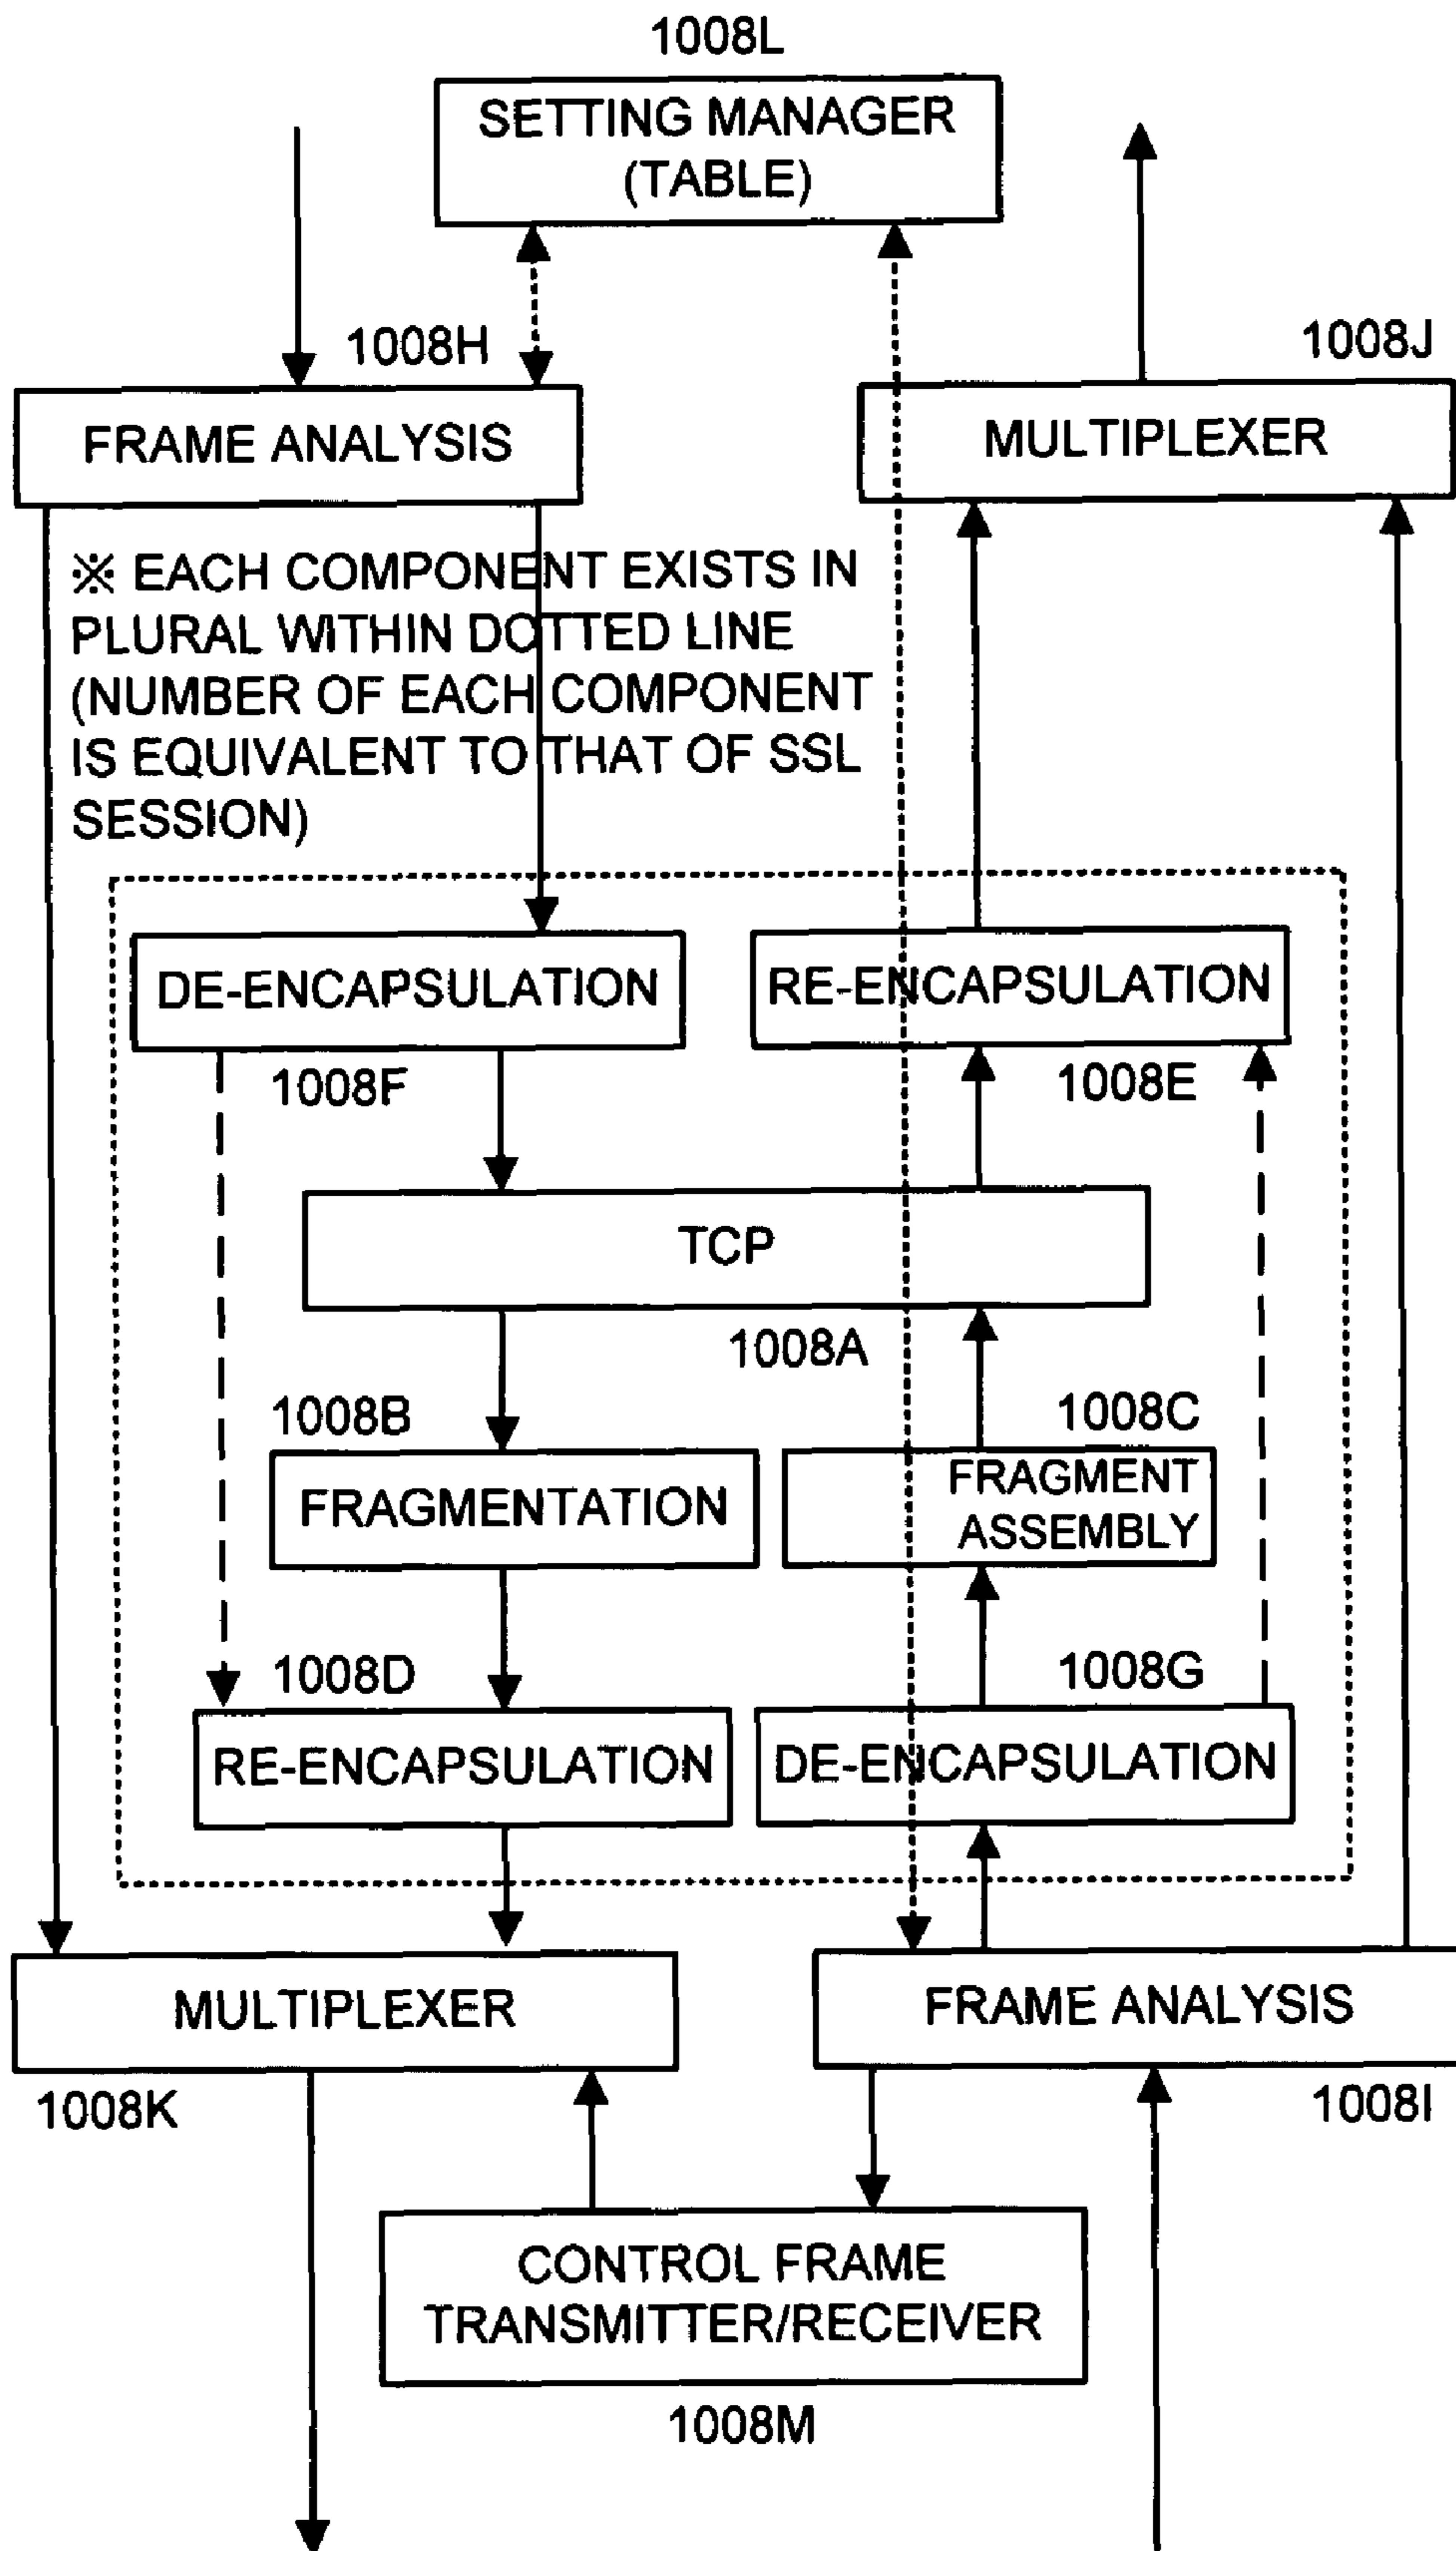 1008L
SETTING MANAGER
(TABLE)
1008H
1008J
FRAME ANALYSIS
MULTIPLEXER
※ EACH COMPONENT EXISTS IN
PLURAL WITHIN DOTTED LINE
(NUMBER OF EACH COMPONENT
IS EQUIVALENT TO THAT OF SSL
SESSION)
DE-ENCAPSULATION
RE-ENCAPSULATION
1008F
1008E
TCP
1008A
1008B
1008C
FRAGMENTATION
FRAGMENT
ASSEMBLY
1008D
1008G
RE-ENCAPSULATION
DE-ENCAPSULATION
MULTIPLEXER
FRAME ANALYSIS
1008K
1008I
CONTROL FRAME
TRANSMITTER/RECEIVER
1008M